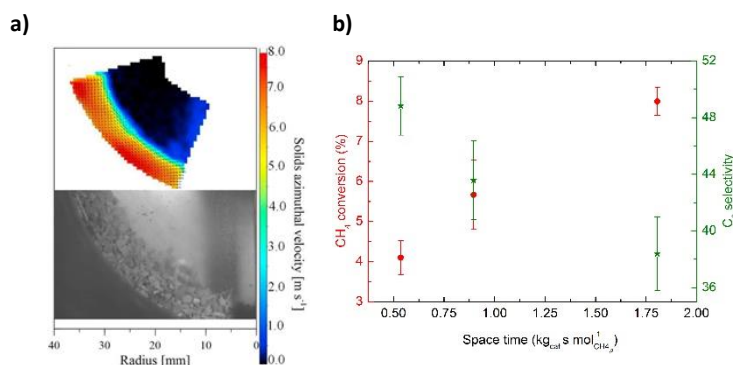 a)
8.0
7.0
6.0
5.0
4.0
3.0
2.0
1.0
0.0
Solids azimuthal velocity [m s⁻¹]
40 30 20 10 0
Radius [mm]
b)
9
8
7
6
5
4
3
CH₄ conversion (%)
52
48
44
40
36
selectivity
0.50 0.75 1.00 1.25 1.50 1.75 2.00
Space time (kg s mol